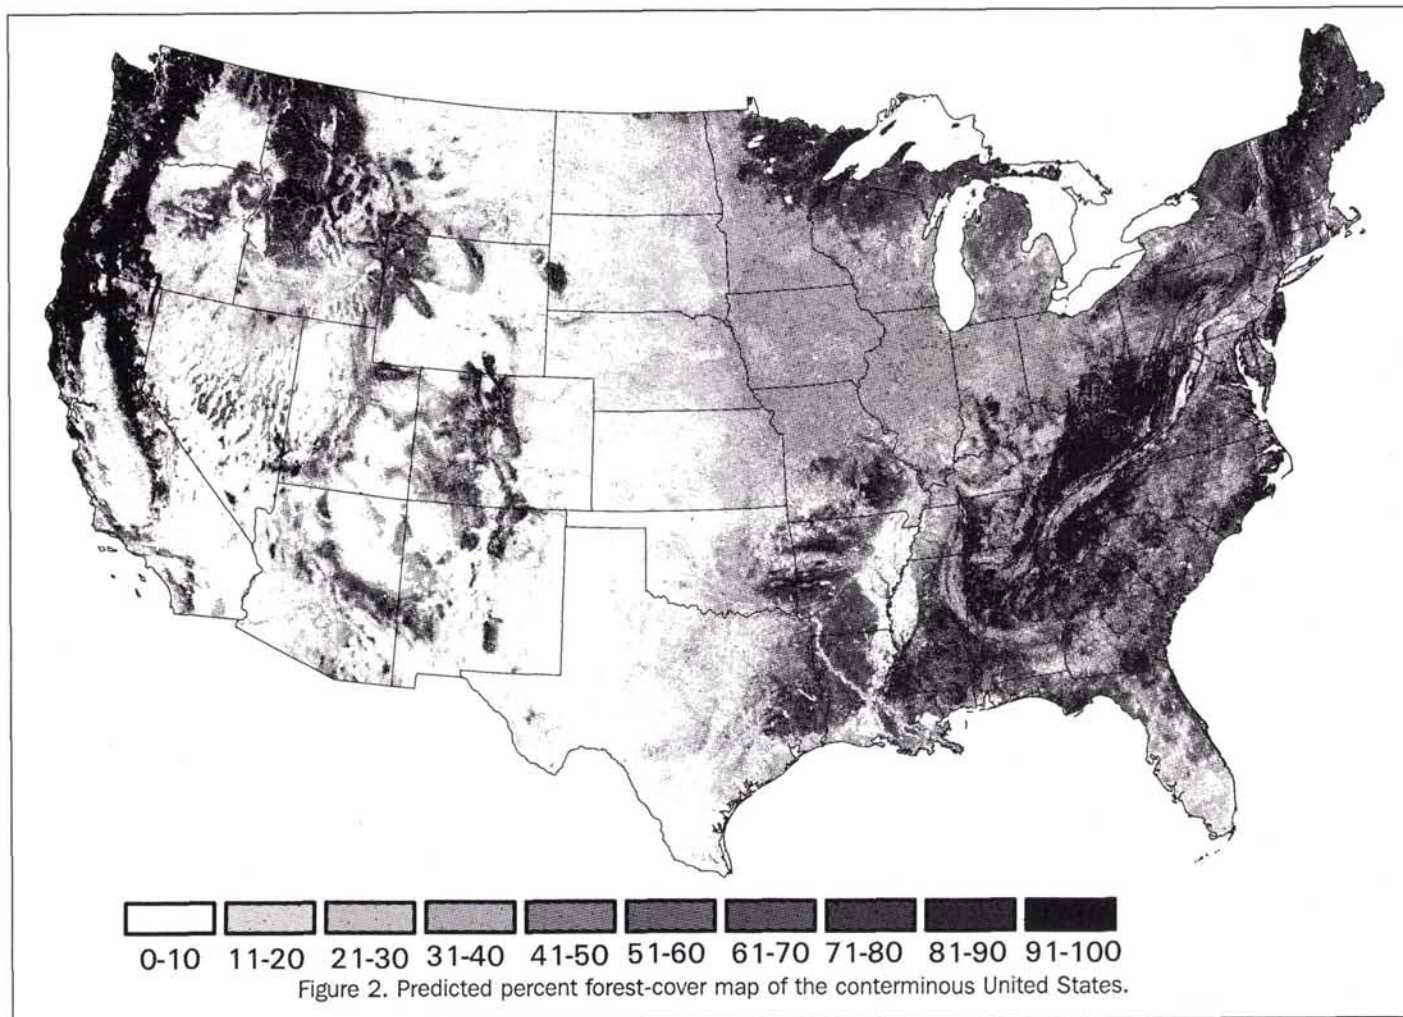 0-10 11-20 21-30 31-40 41-50 51-60 61-70 71-80 81-90 91-100
Figure 2. Predicted percent forest-cover map of the conterminous United States.